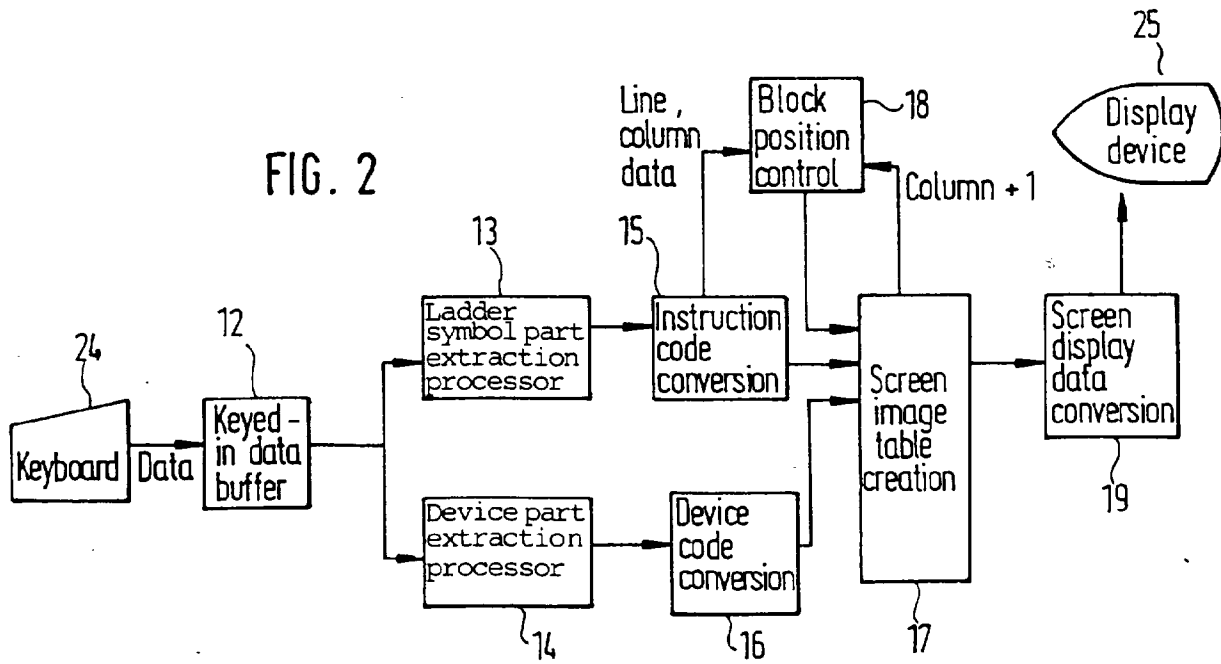 FIG. 2
24
Keyboard
Data
12
Keyed-
in data
buffer
13
Ladder
symbol part
extraction
processor
Device part
extraction
processor
14
Line,
column
data
15
Instruction
code
conversion
Device
code
conversion
16
Block
position
control
18
Column + 1
Screen
image
table
creation
17
Screen
display
data
conversion
19
25
Display
device